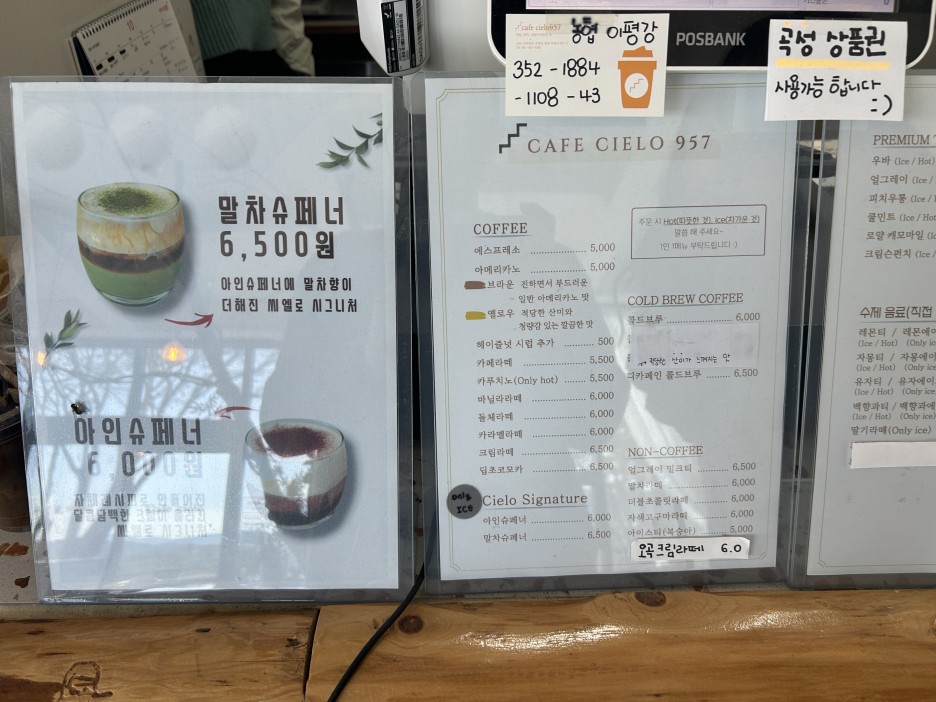 cafe cielo957
농협 이평강
352-1884
-1108-43
POSBANK
곡성 상품권
사용가능 합니다
:)
10
말차슈페너
6,500원
아인슈페너에 말차향이
더해진 씨엘로 시그니처
아인슈페너
6,000원
CAFE CIELO 957
주문 시 Hot(따뜻한 것), Ice(차가운 것)
말씀 해 주세요~
1인 1메뉴 부탁드립니다 :)
COFFEE
에스프레소 5,000
아메리카노 5,000
브라운 진하면서 부드러운
일반 아메리카노 맛
옐로우 적당한 산미와
청량감 있는 깔끔한 맛
헤이즐넛 시럽 추가 500
카페라떼 5,500
카푸치노(Only hot) 5,500
바닐라라떼 6,000
돌체라떼 6,000
카라멜라떼 6,000
크림라떼 6,500
딥초코모카 6,500
only
ICE
Cielo Signature
아인슈페너 6,000
말차슈페너 6,500
COLD BREW COFFEE
콜드브루 6,000
적당한 산미가 느껴지는 맛
디카페인 콜드브루 6,500
NON-COFFEE
얼그레이 밀크티 6,500
말차라떼 6,000
더블초콜릿라떼 6,000
자색고구마라떼 6,000
아이스티(복숭아) 5,000
오곡크림라떼 6.0
PREMIUM
우바 (Ice / Hot)
얼그레이 (Ice / Hot
피치우롱 (Ice / Ho
쿨민트 (Ice / Hot
로얄 캐모마일 (Ice
크림슨펀치 (Ice / Ho
수제 음료(직접
레몬티 / 레몬에이
(Ice / Hot) (Only ice
자몽티 / 자몽에이
(Ice / Hot) (Only ice
유자티 / 유자에이
(Ice / Hot) (Only ice
백향과티 / 백향과에
(Ice / Hot) (Only ic
딸기라떼(Only ice)